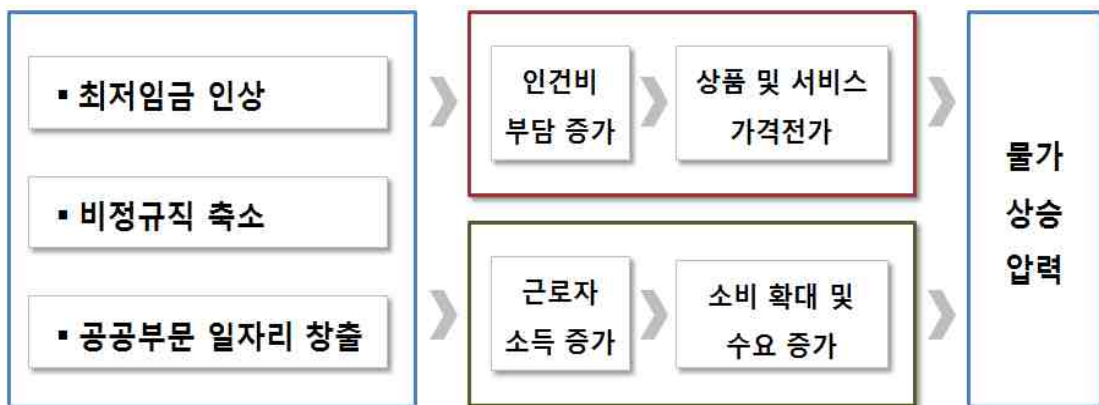 ▪ 최저임금 인상
▪ 비정규직 축소
▪ 공공부문 일자리 창출
인건비
부담 증가
상품 및 서비스
가격전가
근로자
소득 증가
소비 확대 및
수요 증가
물가
상승
압력